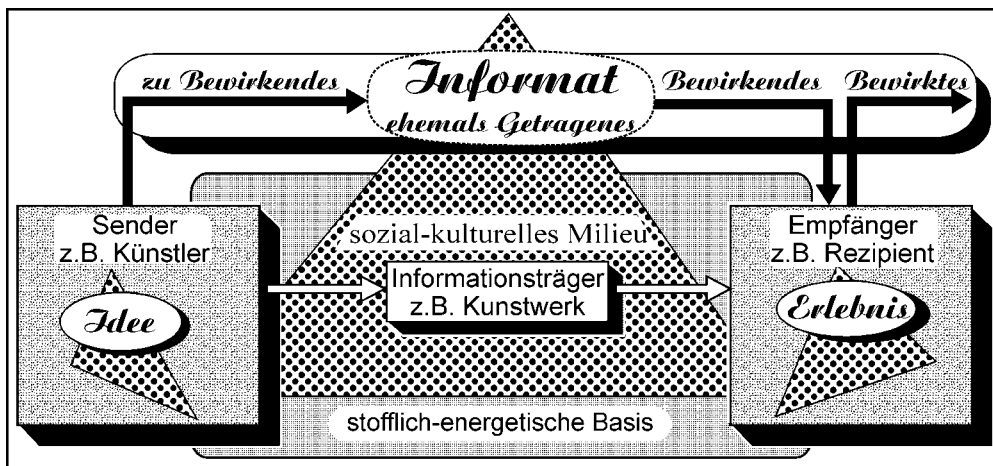 zu Bewirkendes
Informat
ehemals Getragenes
Bewirkendes
Bewirktes
Sender
z.B. Künstler
Idee
sozial-kulturelles Milieu
Informationsträger
z.B. Kunstwerk
Empfänger
z.B. Rezipient
Erlebnis
stofflich-energetische Basis